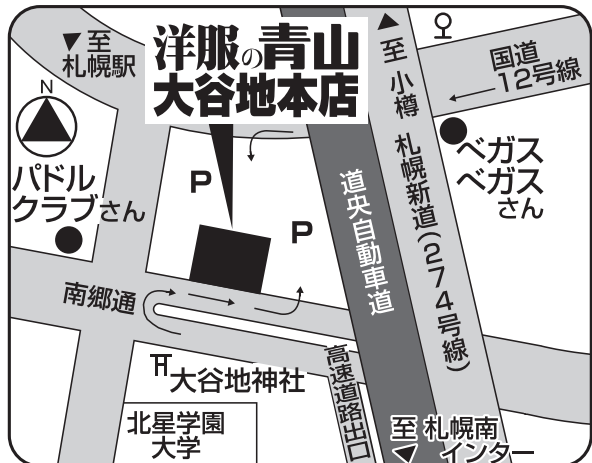 至
札幌駅
洋服の青山
大谷地本店
至 小樽
札幌新道(274号線)
国道
12号線
N
パドル
クラブさん
ベガス
ベガス
さん
P
P
道央自動車道
南郷通
大谷地神社
北星学園
大学
高速道路出口
至 札幌南
インター